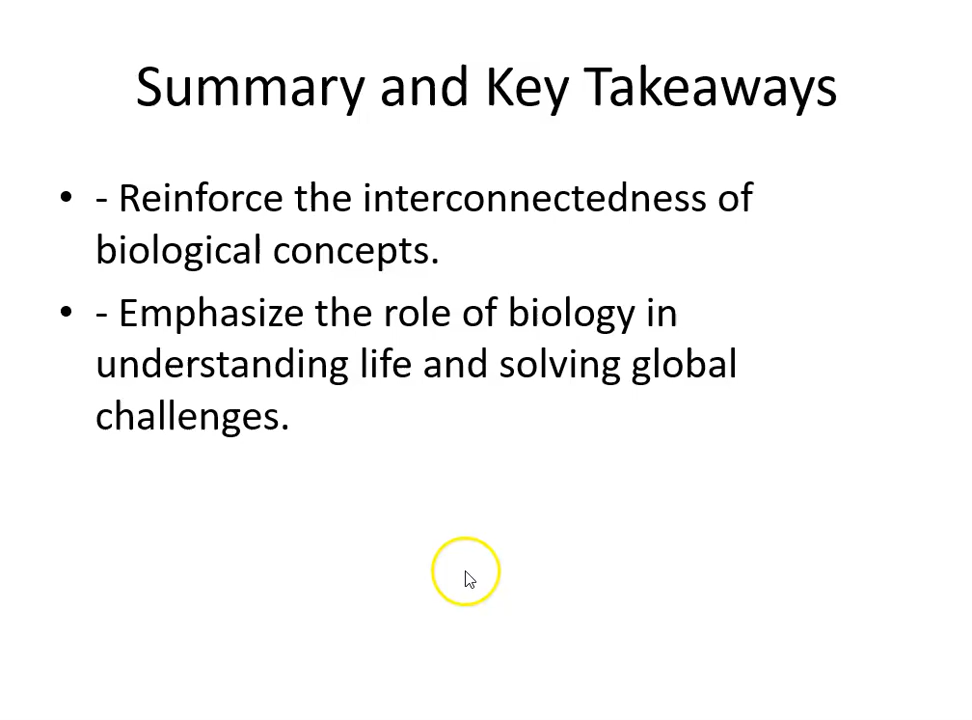 Summary and Key Takeaways
• - Reinforce the interconnectedness of
biological concepts.
• - Emphasize the role of biology in
understanding life and solving global
challenges.